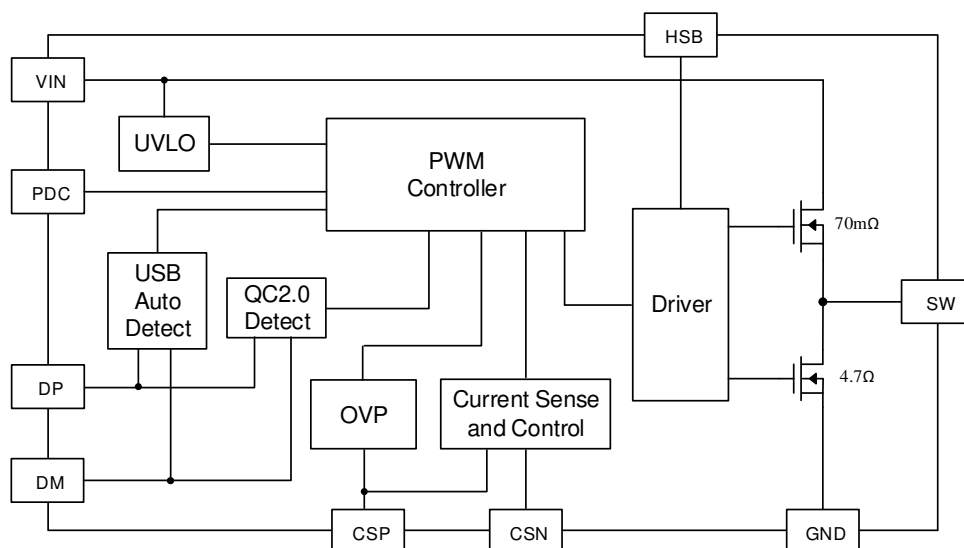 HSB
VIN
UVLO
PWM
Controller
PDC
70mΩ
USB
Auto
Detect
QC2.0
Detect
Driver
SW
DP
4.7Ω
OVP
Current Sense
and Control
DM
CSP
CSN
GND